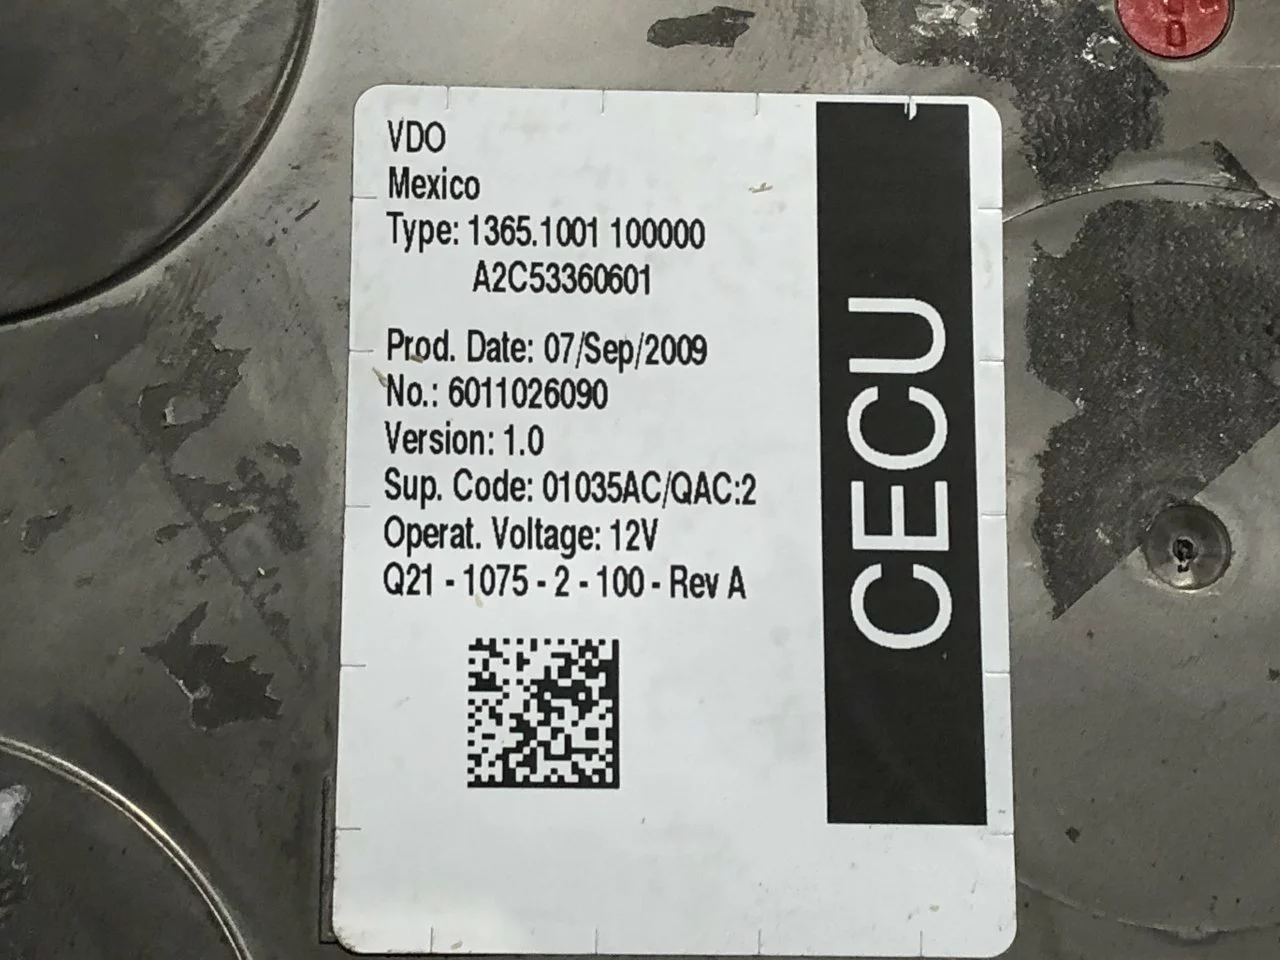 VDO
Mexico
Type: 1365.1001 100000
A2C53360601
Prod. Date: 07/Sep/2009
No.: 6011026090
Version: 1.0
Sup. Code: 01035AC/QAC:2
Operat. Voltage: 12V
Q21 - 1075 - 2 - 100 - Rev A
CECU